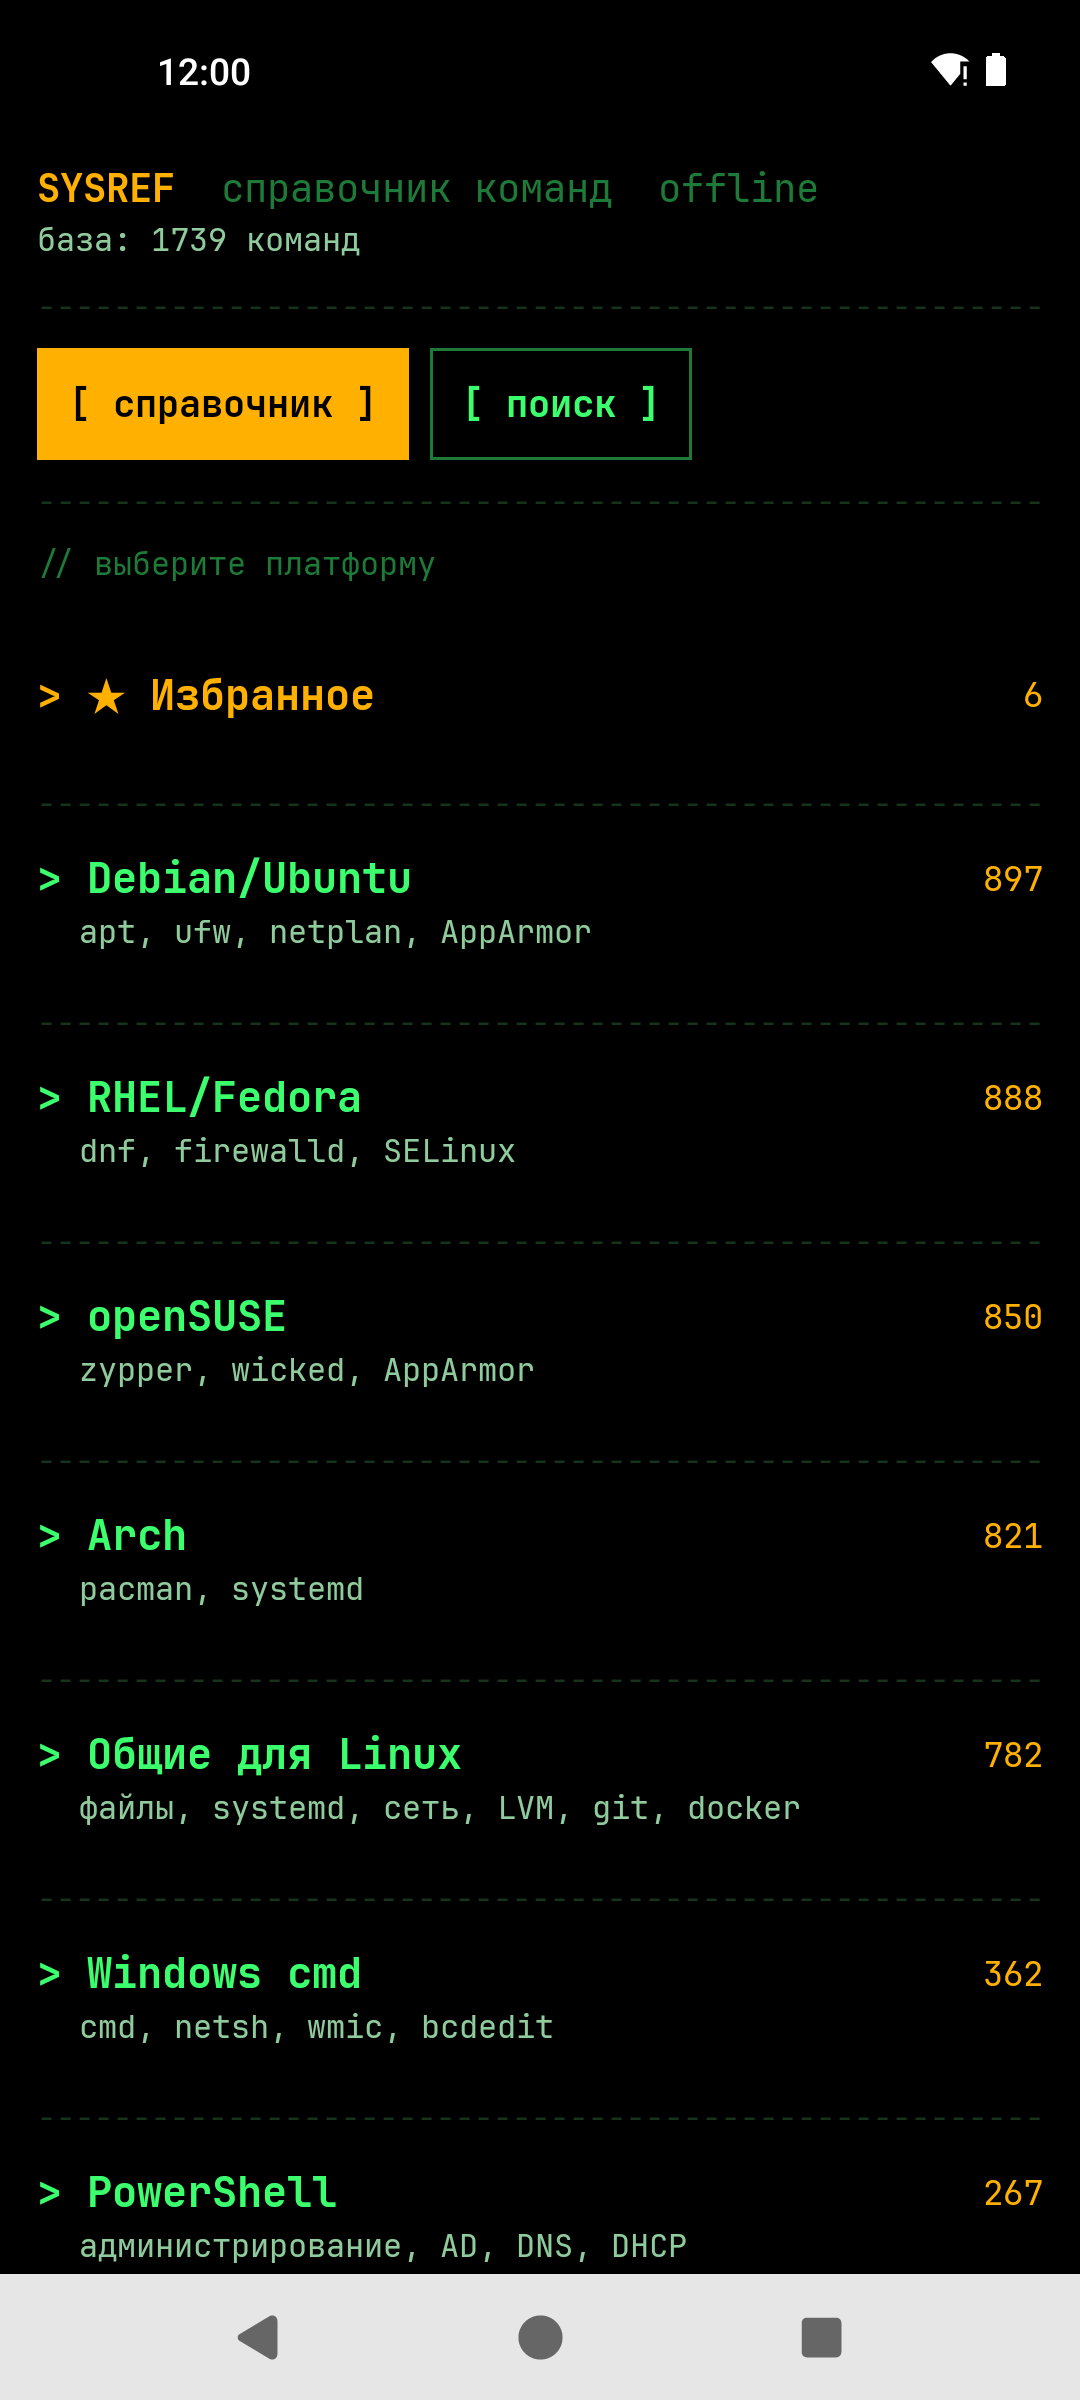 12:00
SYSREF справочник команд offline
база: 1739 команд
[ справочник ] [ поиск ]
// выберите платформу
> ★ Избранное 6
> Debian/Ubuntu 897
apt, ufw, netplan, AppArmor
> RHEL/Fedora 888
dnf, firewalld, SELinux
> openSUSE 850
zypper, wicked, AppArmor
> Arch 821
pacman, systemd
> Общие для Linux 782
файлы, systemd, сеть, LVM, git, docker
> Windows cmd 362
cmd, netsh, wmic, bcdedit
> PowerShell 267
администрирование, AD, DNS, DHCP